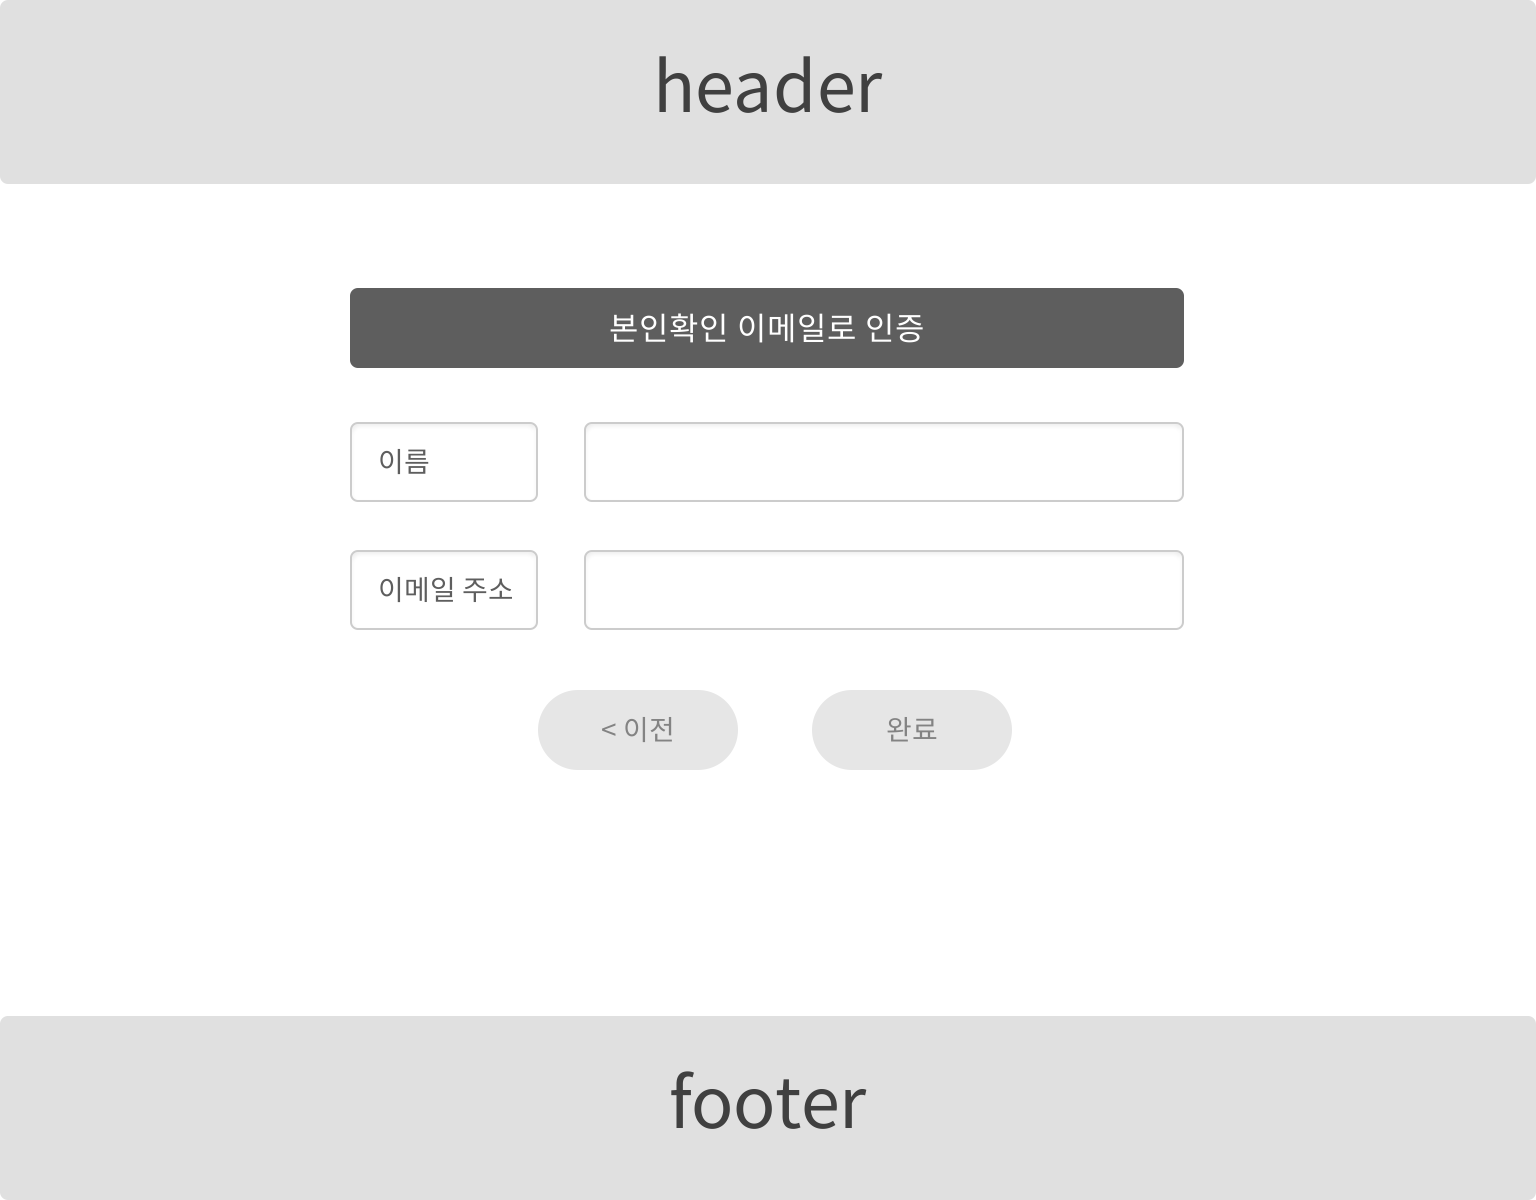 header
본인확인 이메일로 인증
이름
이메일 주소
< 이전
완료
footer